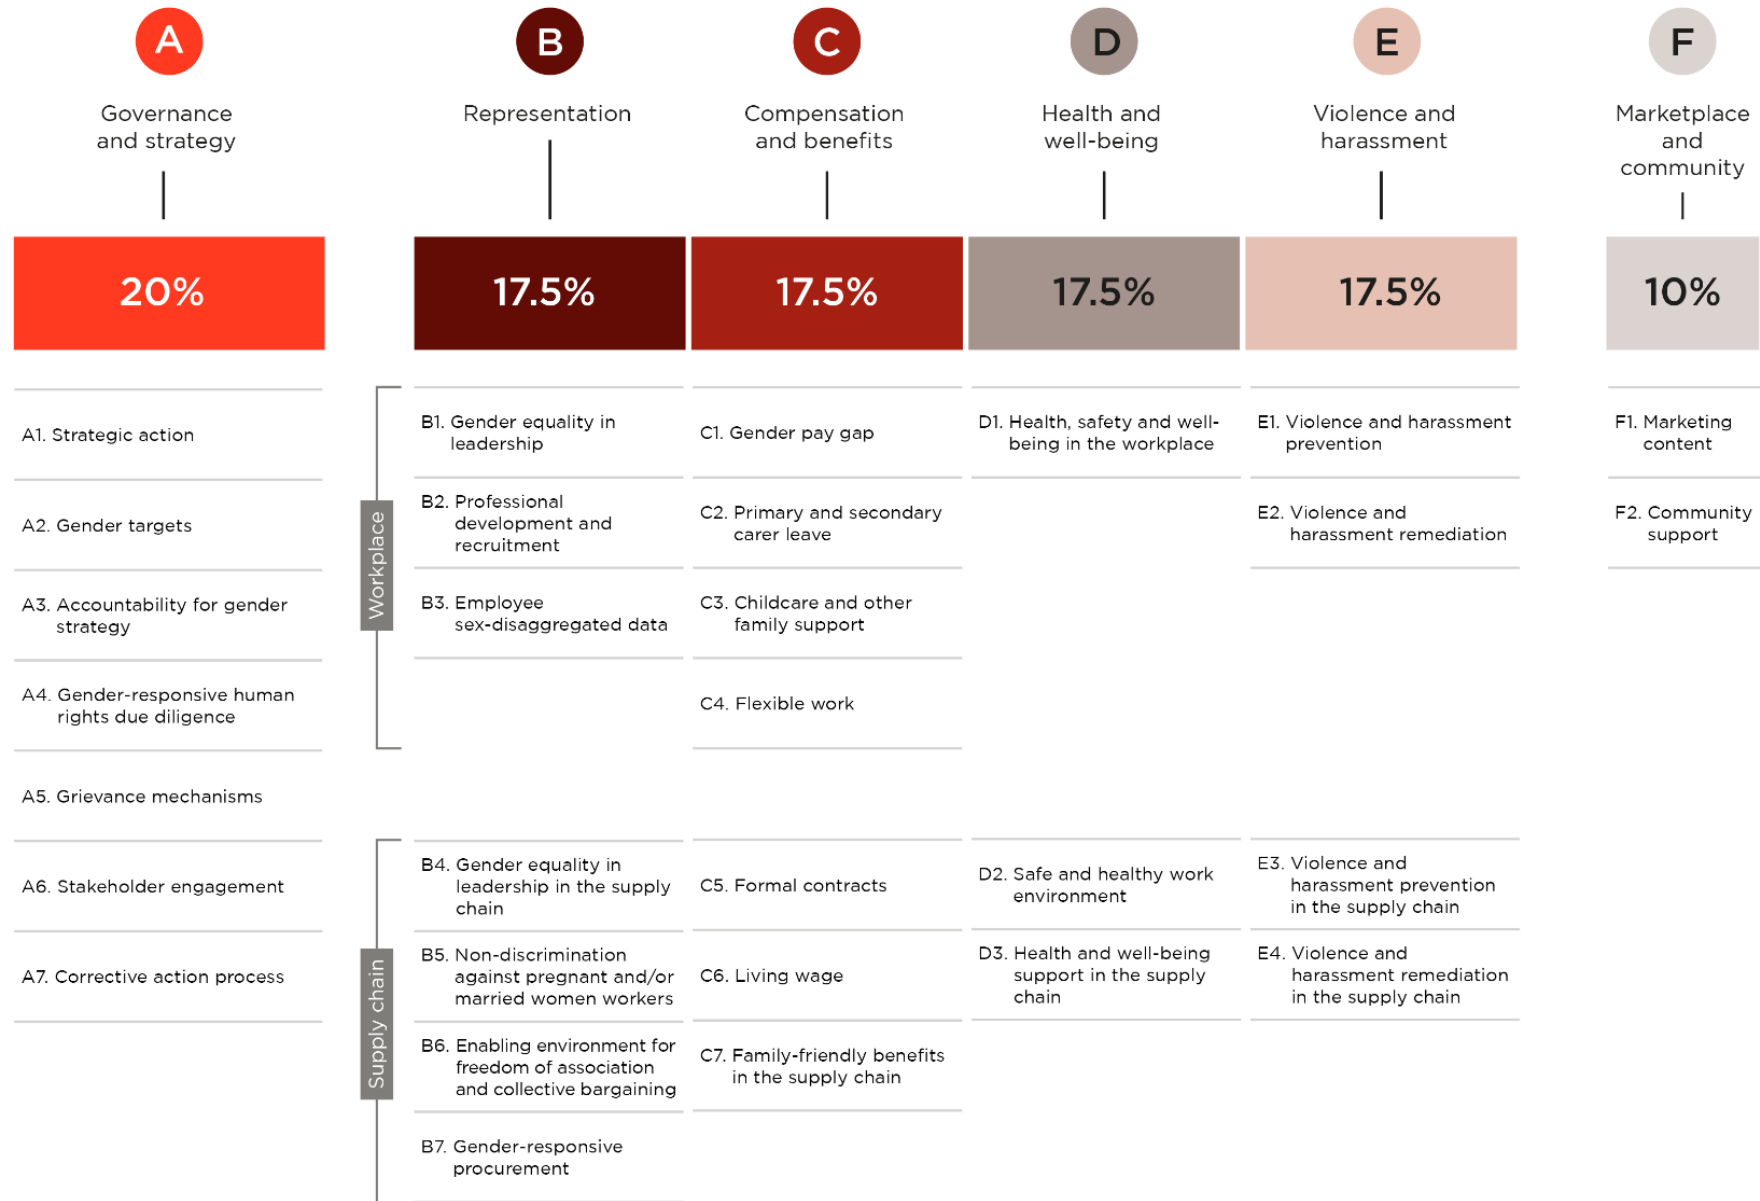 A
Governance
and strategy
20%
A1. Strategic action
A2. Gender targets
A3. Accountability for gender
strategy
A4. Gender-responsive human
rights due diligence
A5. Grievance mechanisms
A6. Stakeholder engagement
A7. Corrective action process
Workplace
Supply chain
B
Representation
17.5%
B1. Gender equality in
leadership
B2. Professional
development and
recruitment
B3. Employee
sex-disaggregated data
B4. Gender equality in
leadership in the supply
chain
B5. Non-discrimination
against pregnant and/or
married women workers
B6. Enabling environment for
freedom of association
and collective bargaining
B7. Gender-responsive
procurement
C
Compensation
and benefits
17.5%
C1. Gender pay gap
C2. Primary and secondary
carer leave
C3. Childcare and other
family support
C4. Flexible work
C5. Formal contracts
C6. Living wage
C7. Family-friendly benefits
in the supply chain
D
Health and
well-being
17.5%
D1. Health, safety and well-
being in the workplace
D2. Safe and healthy work
environment
D3. Health and well-being
support in the supply
chain
E
Violence and
harassment
17.5%
E1. Violence and harassment
prevention
E2. Violence and
harassment remediation
E3. Violence and
harassment prevention
in the supply chain
E4. Violence and
harassment remediation
in the supply chain
F
Marketplace
and
community
10%
F1. Marketing
content
F2. Community
support